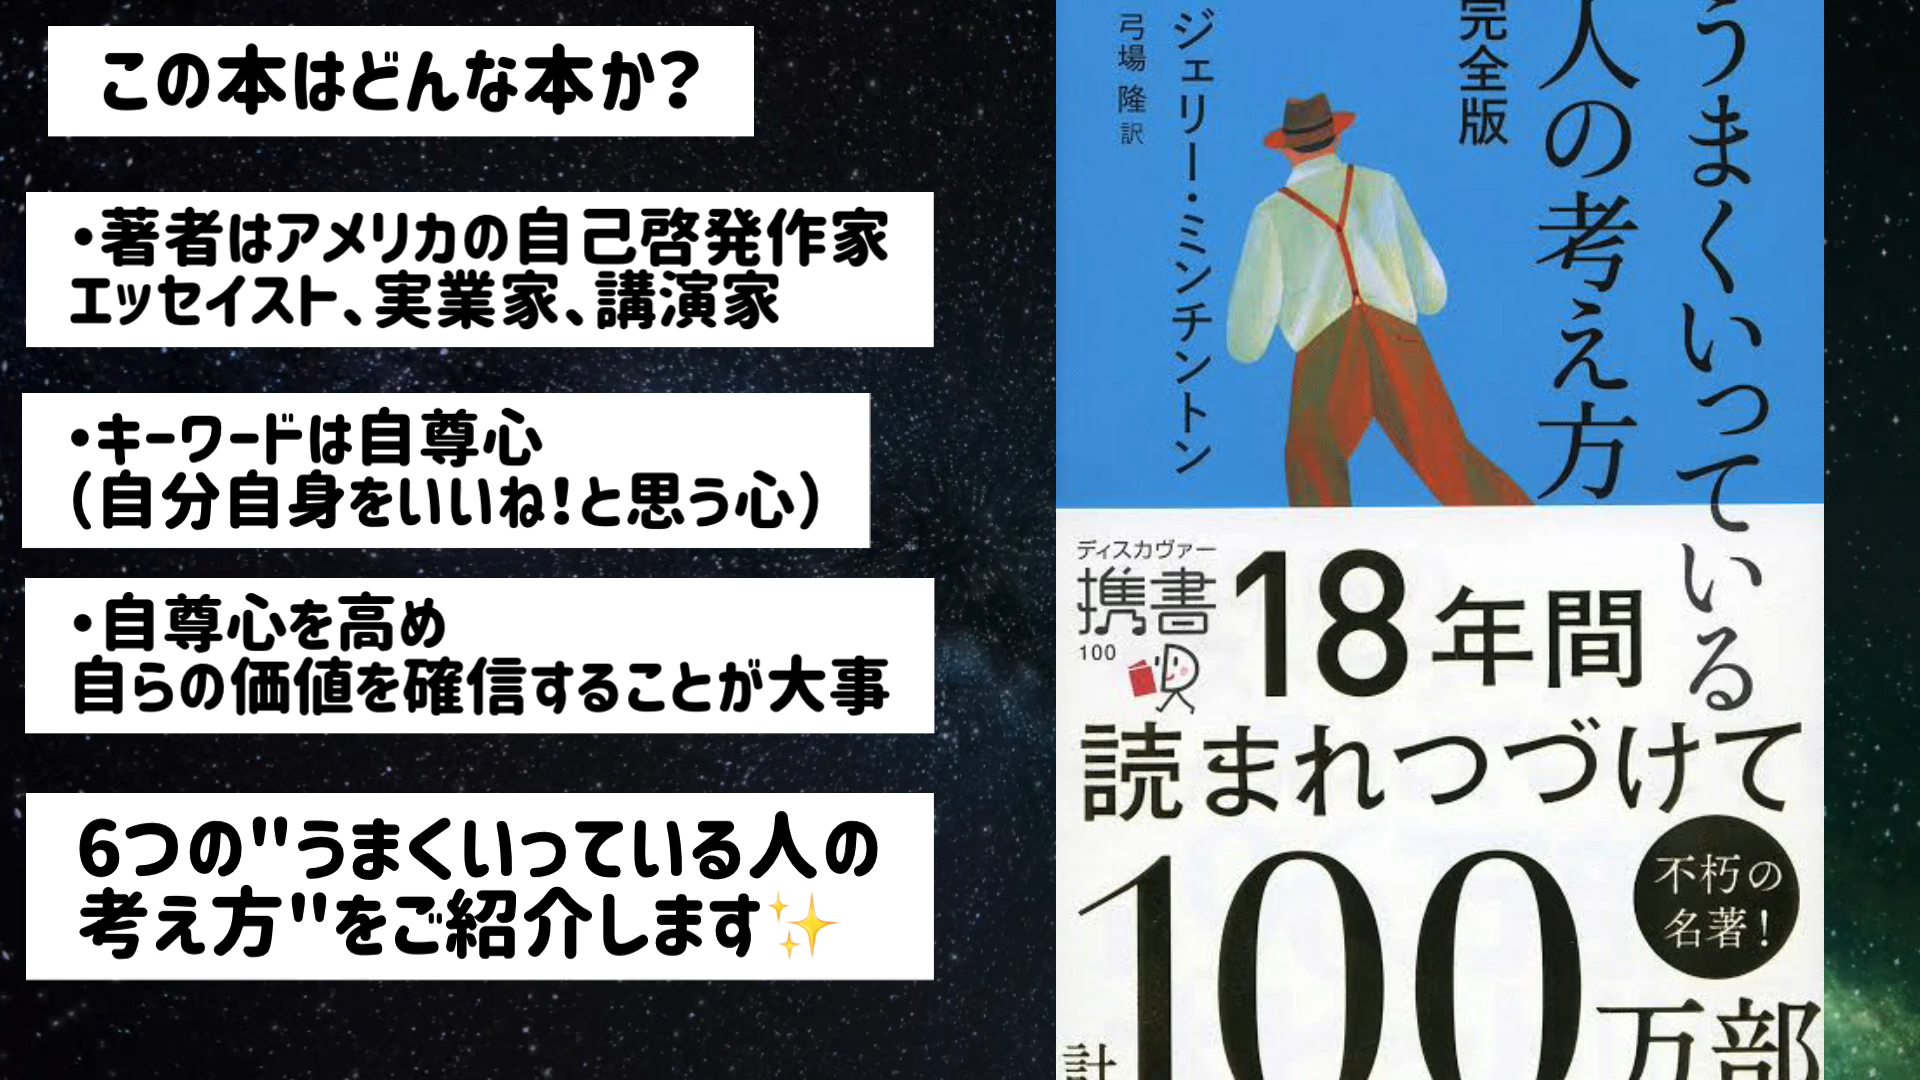 この本はどんな本か？
・著者はアメリカの自己啓発作家
エッセイスト、実業家、講演家
・キーワードは自尊心
（自分自身をいいね！と思う心）
・自尊心を高め
自らの価値を確信することが大事
6つの"うまくいっている人の
考え方"をご紹介します✨
うまくいっている
人の考え方
完全版
ジェリー・ミンチントン
弓場 隆 訳
ディスカヴァー
携書
100
18年間
読まれつづけて
不朽の
名著！
計
100万部